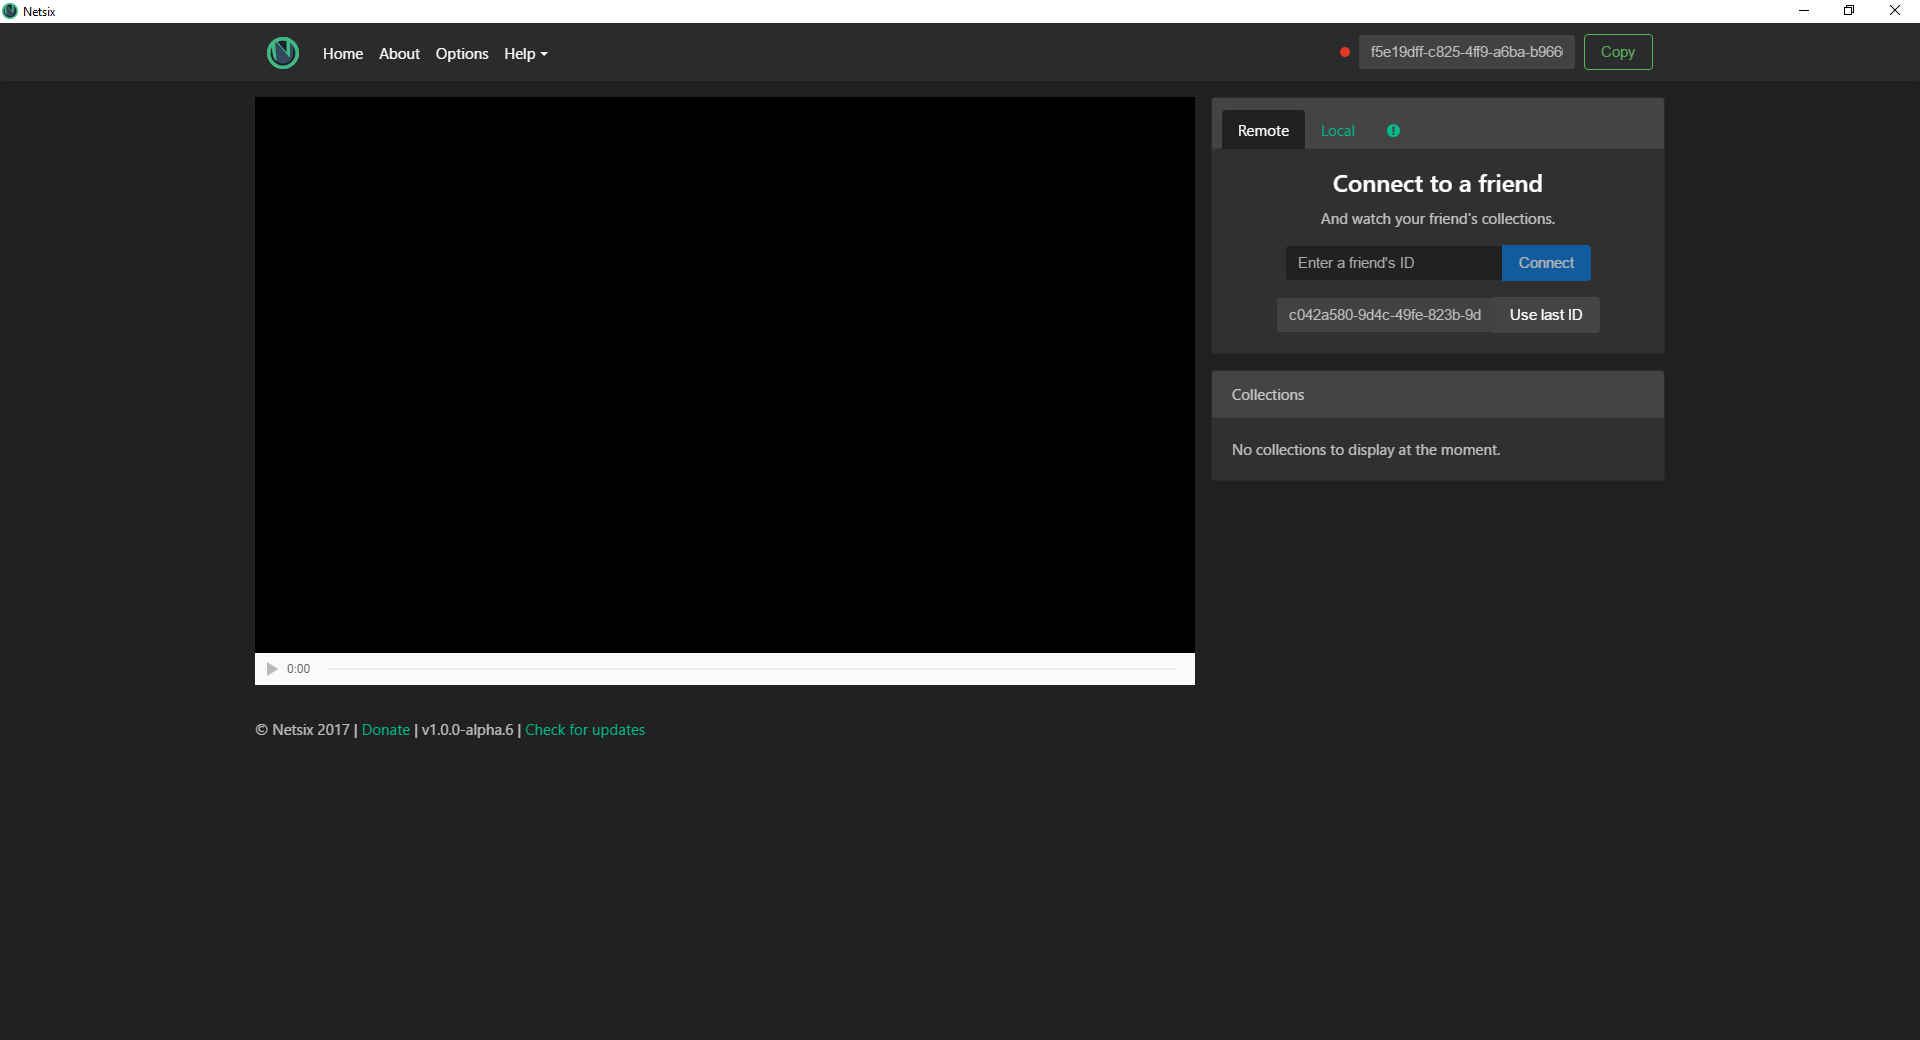 Netsix
Home About Options Help
f5e19dff-c825-4ff9-a6ba-b966 Copy
Remote Local
Connect to a friend
And watch your friend's collections.
Enter a friend's ID Connect
c042a580-9d4c-49fe-823b-9d Use last ID
Collections
No collections to display at the moment.
0:00
© Netsix 2017 | Donate | v1.0.0-alpha.6 | Check for updates